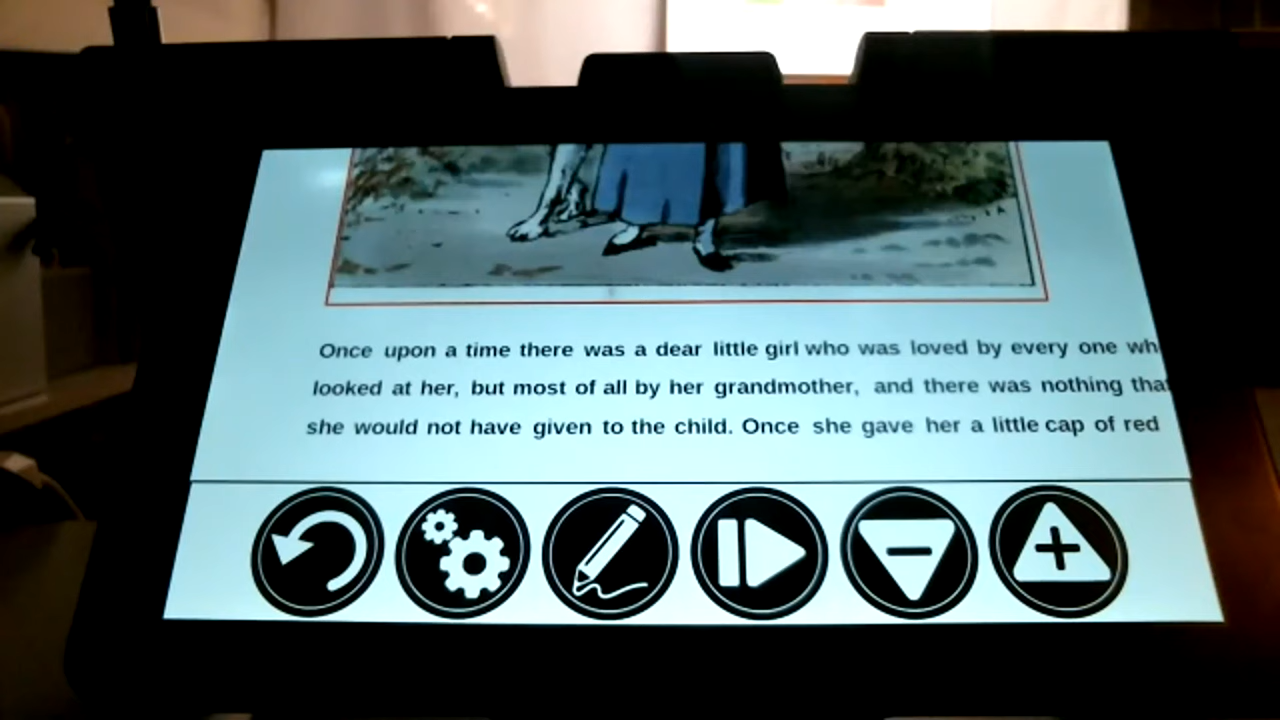 Once upon a time there was a dear little girl who was loved by every one wh
looked at her, but most of all by her grandmother, and there was nothing that
she would not have given to the child. Once she gave her a little cap of red